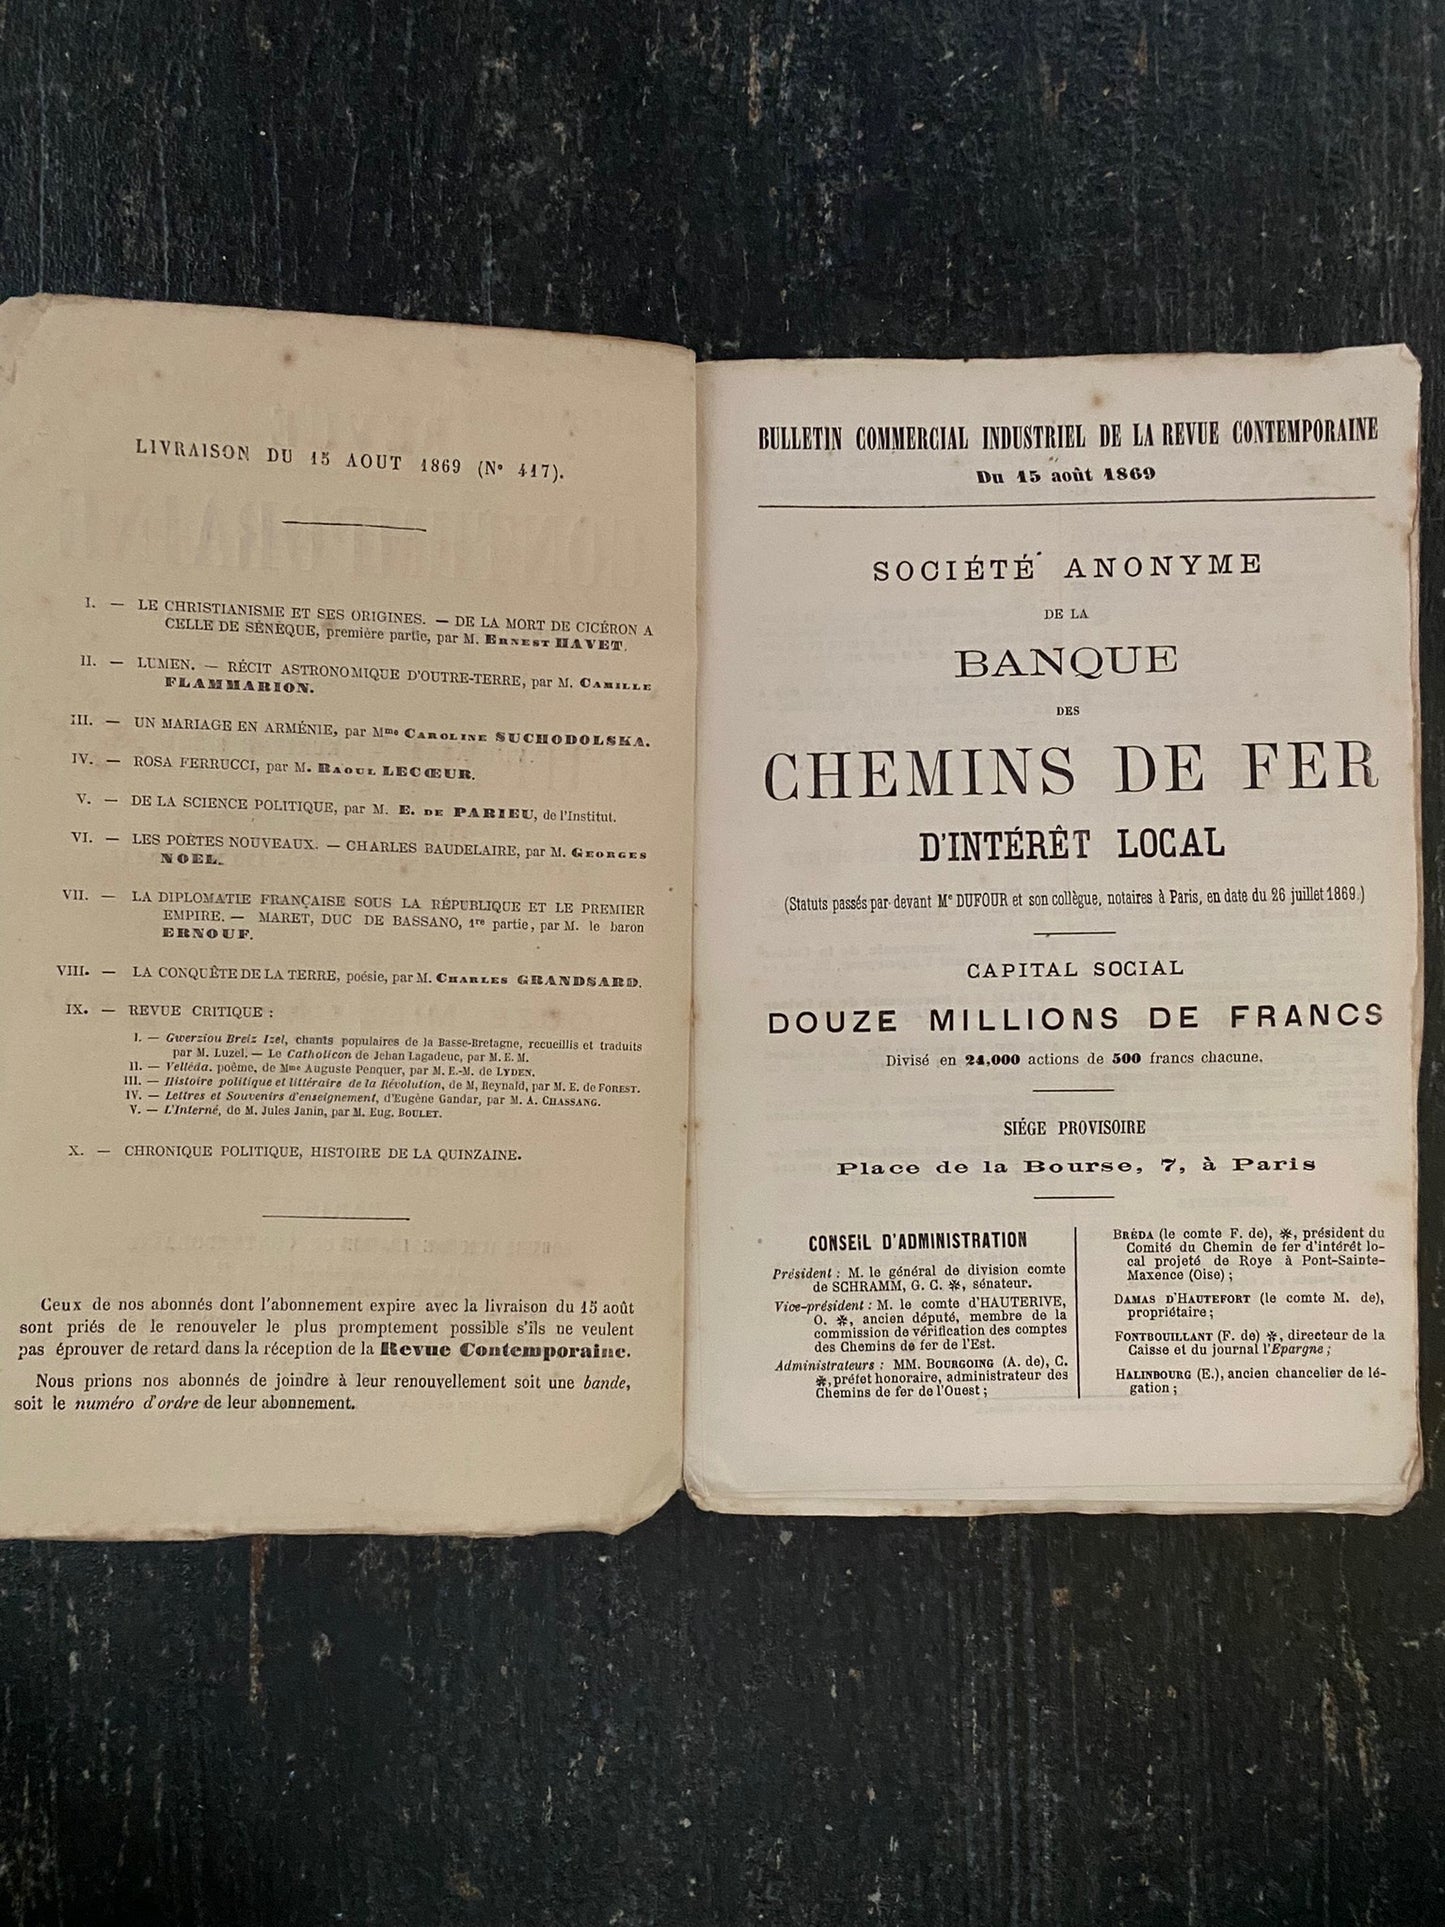 LIVRAISON DU 15 AOUT 1869 (N° 417).
I. — LE CHRISTIANISME ET SES ORIGINES. — DE LA MORT DE CICÉRON A
CELLE DE SÉNÈQUE, première partie, par M. ERNEST HAVET.
II. — LUMEN. — RÉCIT ASTRONOMIQUE D'OUTRE-TERRE, par M. CAMILLE
FLAMMARION.
III. — UN MARIAGE EN ARMÉNIE, par Mme CAROLINE SUCHODOLSKA.
IV. — ROSA FERRUCCI, par M. RAOUL LECŒUR.
V. — DE LA SCIENCE POLITIQUE, par M. E. DE PARIEU, de l'Institut.
VI. — LES POËTES NOUVEAUX. — CHARLES BAUDELAIRE, par M. GEORGES
NOEL.
VII. — LA DIPLOMATIE FRANÇAISE SOUS LA RÉPUBLIQUE ET LE PREMIER
EMPIRE. — MARET, DUC DE BASSANO, 1re partie, par M. le baron
ERNOUF.
VIII. — LA CONQUÊTE DE LA TERRE, poésie, par M. CHARLES GRANDSARD.
IX. — REVUE CRITIQUE :
I. — Gwerziou Breiz Izel, chants populaires de la Basse-Bretagne, recueillis et traduits
par M. Luzel. — Le Catholicon de Jehan Lagadeuc, par M. E. M.
II. — Velléda. poëme, de Mme Auguste Penquer, par M. E.-M. de LYDEN.
III. — Histoire politique et littéraire de la Révolution, de M, Reynald, par M. E. de FOREST.
IV. — Lettres et Souvenirs d'enseignement, d'Eugène Gandar, par M. A. CHASSANG.
V. — L'Interné, de M. Jules Janin, par M. Eug. BOULET.
X. — CHRONIQUE POLITIQUE, HISTOIRE DE LA QUINZAINE.
Ceux de nos abonnés dont l'abonnement expire avec la livraison du 15 août
sont priés de le renouveler le plus promptement possible s'ils ne veulent
pas éprouver de retard dans la réception de la Revue Contemporaine.
Nous prions nos abonnés de joindre à leur renouvellement soit une bande,
soit le numéro d'ordre de leur abonnement.
BULLETIN COMMERCIAL INDUSTRIEL DE LA REVUE CONTEMPORAINE
Du 15 août 1869
SOCIÉTÉ ANONYME
DE LA
BANQUE
DES
CHEMINS DE FER
D'INTÉRÊT LOCAL
(Statuts passés par-devant Me DUFOUR et son collègue, notaires à Paris, en date du 26 juillet 1869.)
CAPITAL SOCIAL
DOUZE MILLIONS DE FRANCS
Divisé en 24,000 actions de 500 francs chacune.
SIÉGE PROVISOIRE
Place de la Bourse, 7, à Paris
CONSEIL D'ADMINISTRATION
Président : M. le général de division comte
de SCHRAMM, G. C. ✻, sénateur.
Vice-président : M. le comte d'HAUTERIVE,
O. ✻, ancien député, membre de la
commission de vérification des comptes
des Chemins de fer de l'Est.
Administrateurs : MM. BOURGOING (A. de), C.
✻, préfet honoraire, administrateur des
Chemins de fer de l'Ouest ;
BRÉDA (le comte F. de), ✻, président du
Comité du Chemin de fer d'intérêt lo-
cal projeté de Roye à Pont-Sainte-
Maxence (Oise) ;
DAMAS D'HAUTEFORT (le comte M. de),
propriétaire ;
FONTBOUILLANT (F. de) ✻, directeur de la
Caisse et du journal l'Epargne ;
HALINBOURG (E.), ancien chancelier de lé-
gation ;